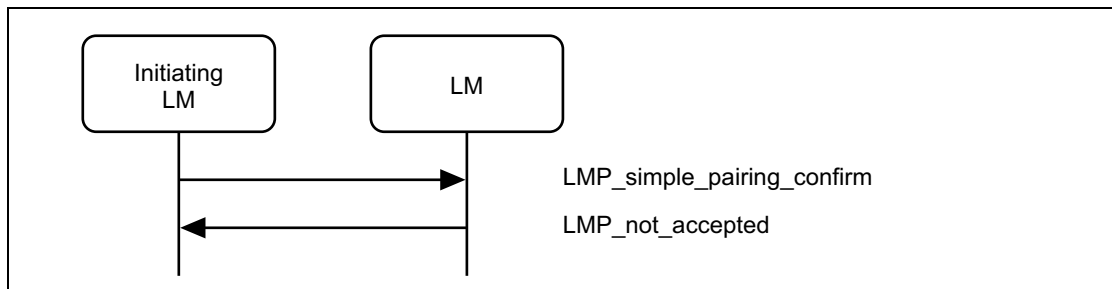 Initiating
LM
LM
LMP_simple_pairing_confirm
LMP_not_accepted